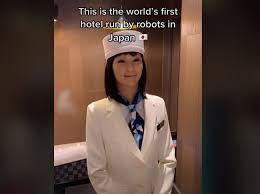 This is the world's first
hotel run by robots in
Japan 🇯🇵